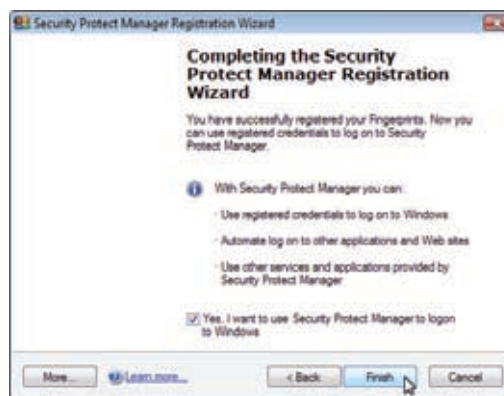 Security Protect Manager Registration Wizard
Completing the Security
Protect Manager Registration
Wizard
You have successfully registered your Fingerprints. Now you
can use registered credentials to log on to Security
Protect Manager.
With Security Protect Manager you can:
· Use registered credentials to log on to Windows
· Automate log on to other applications and Web sites
· Use other services and applications provided by
Security Protect Manager
Yes, I want to use Security Protect Manager to logon
to Windows
More... Learn more... < Back Finish Cancel